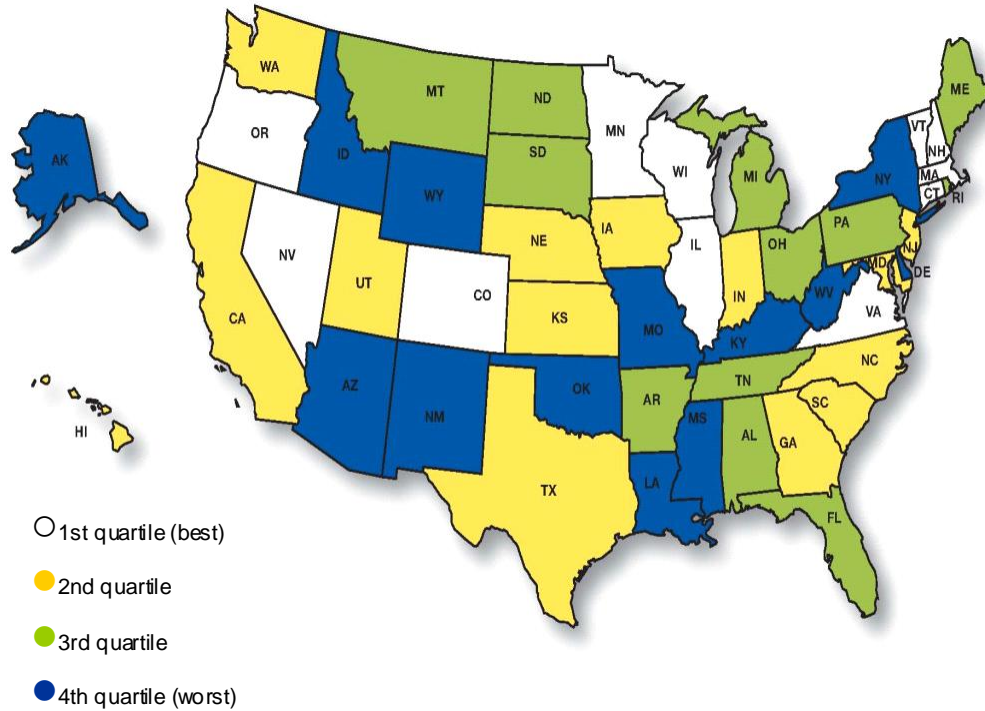 WA
MT
ND
ME
OR
MN
VT
NH
ID
SD
WI
MA
AK
WY
MI
NY
CT
RI
NE
IA
PA
NV
IL
OH
NJ
UT
CO
IN
MD
DE
CA
KS
MO
WV
VA
KY
AZ
NM
OK
AR
TN
NC
HI
MS
AL
SC
GA
TX
LA
FL
1st quartile (best)
2nd quartile
3rd quartile
4th quartile (worst)